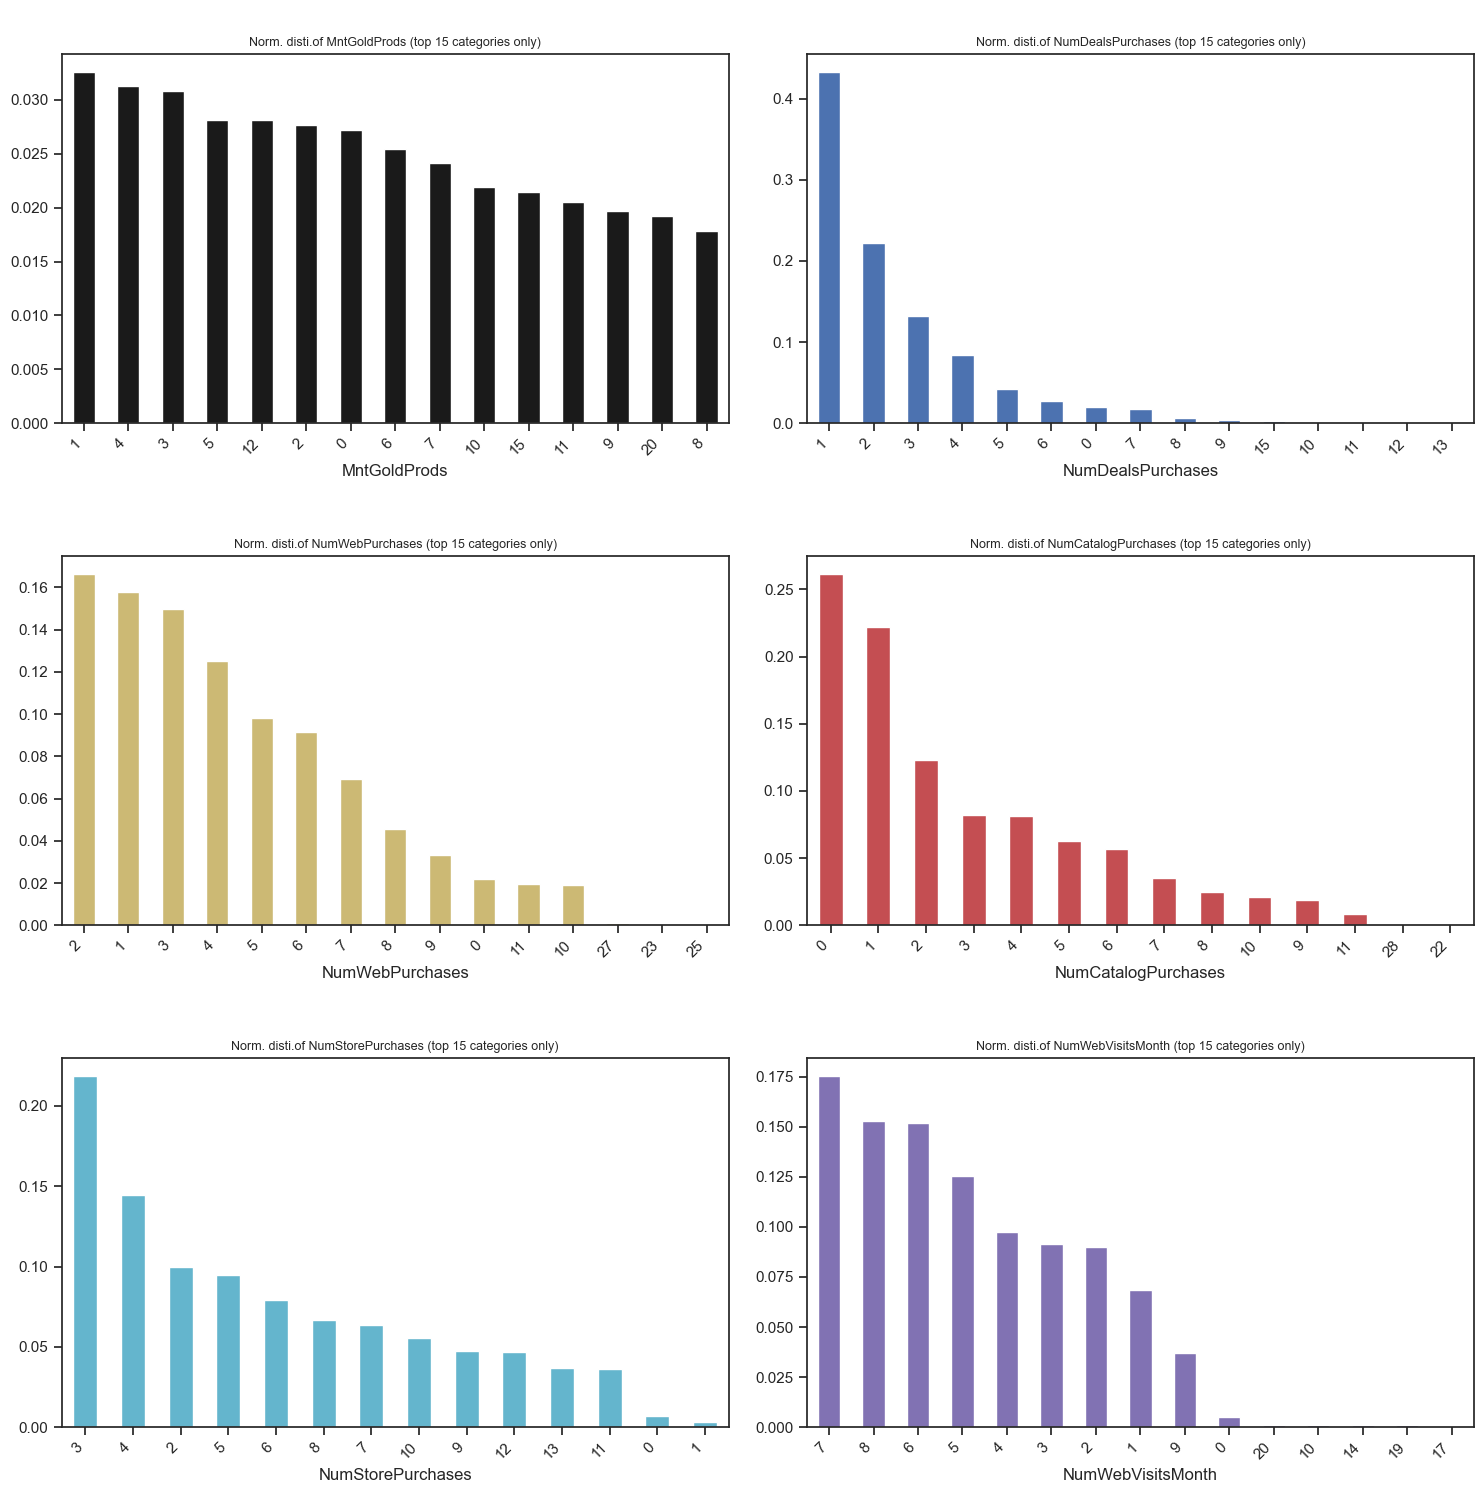 Norm. disti.of MntGoldProds (top 15 categories only)
0.030
0.025
0.020
0.015
0.010
0.005
0.000
1 4 3 5 12 2 0 6 7 10 15 11 9 20 8
MntGoldProds
Norm. disti.of NumDealsPurchases (top 15 categories only)
0.4
0.3
0.2
0.1
0.0
1 2 3 4 5 6 0 7 8 9 15 10 11 12 13
NumDealsPurchases
Norm. disti.of NumWebPurchases (top 15 categories only)
0.16
0.14
0.12
0.10
0.08
0.06
0.04
0.02
0.00
2 1 3 4 5 6 7 8 9 0 11 10 27 23 25
NumWebPurchases
Norm. disti.of NumCatalogPurchases (top 15 categories only)
0.25
0.20
0.15
0.10
0.05
0.00
0 1 2 3 4 5 6 7 8 10 9 11 28 22
NumCatalogPurchases
Norm. disti.of NumStorePurchases (top 15 categories only)
0.20
0.15
0.10
0.05
0.00
3 4 2 5 6 8 7 10 9 12 13 11 0 1
NumStorePurchases
Norm. disti.of NumWebVisitsMonth (top 15 categories only)
0.175
0.150
0.125
0.100
0.075
0.050
0.025
0.000
7 8 6 5 4 3 2 1 9 0 20 10 14 19 17
NumWebVisitsMonth